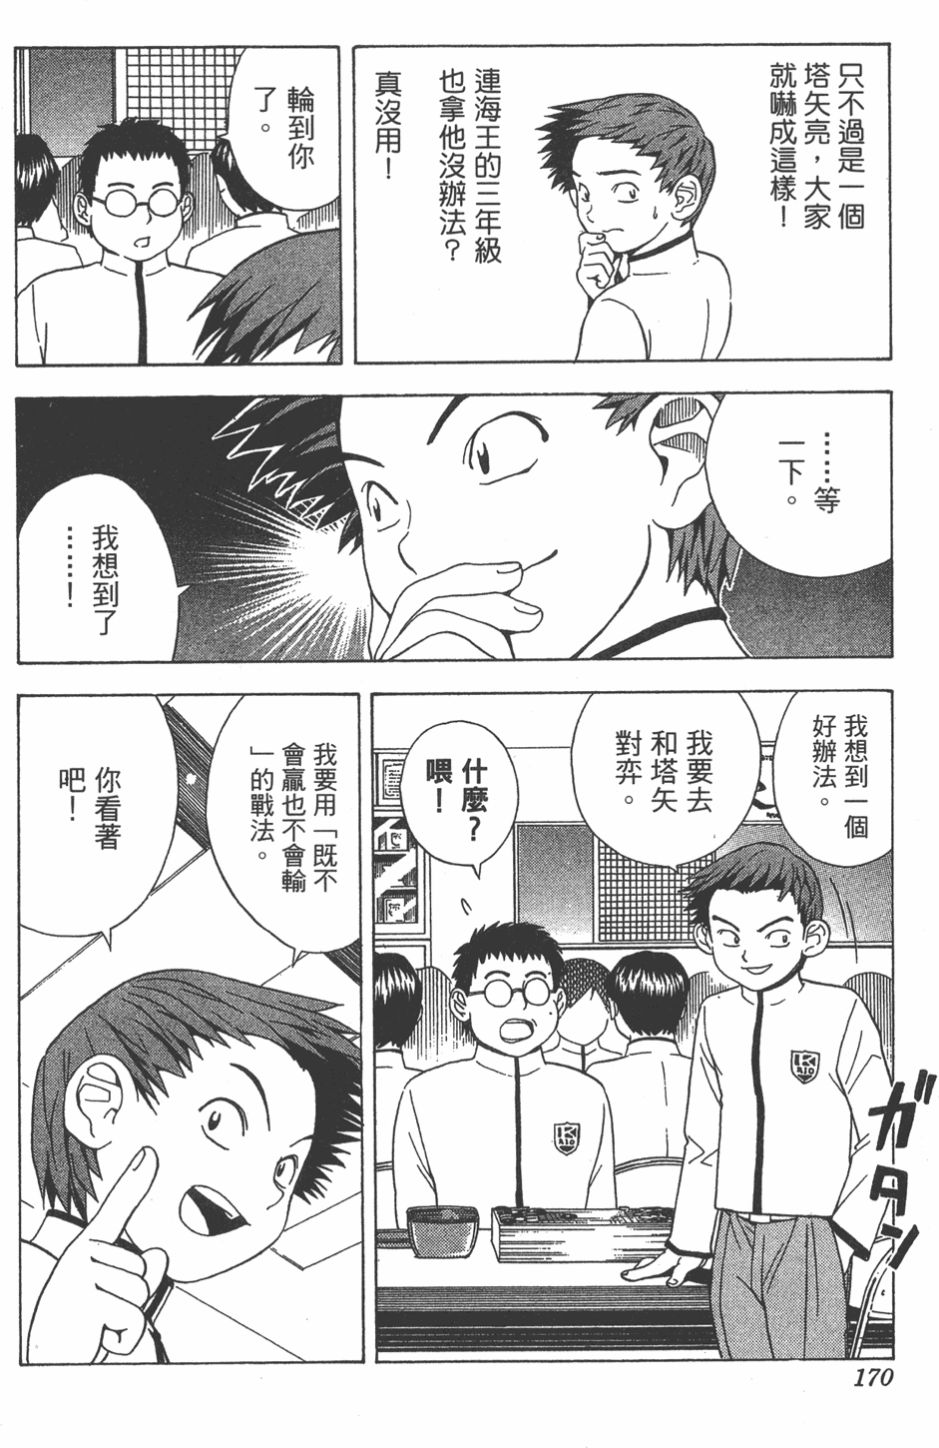 只不過是一個
塔矢亮，大家
就嚇成這樣！
連海王的三年級
也拿他沒辦法？
真沒用！
輪到你
了。
……等
一下。
我想到了
……！
我想到一個
好辦法。
我要去
和塔矢
對弈。
什麼？
喂！
KAIO
KAIO
ガタン
我要用「既不
會贏也不會輸
」的戰法。
你看著
吧！
170